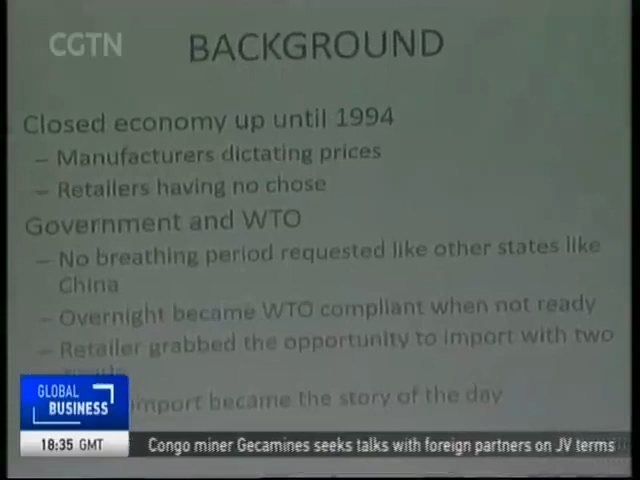 CGTN
BACKGROUND
Closed economy up until 1994
– Manufacturers dictating prices
– Retailers having no chose
Government and WTO
– No breathing period requested like other states like
China
– Overnight became WTO compliant when not ready
– Retailer grabbed the opportunity to import with two
import became the story of the day
GLOBAL
BUSINESS
18:35 GMT
Congo miner Gecamines seeks talks with foreign partners on JV terms